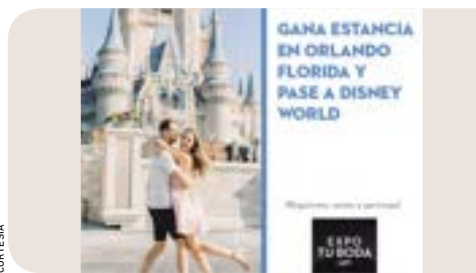 GANA ESTANCIA
EN ORLANDO
FLORIDA Y
PASE A DISNEY
WORLD
EXPO
TU BODA
CORTESÍA